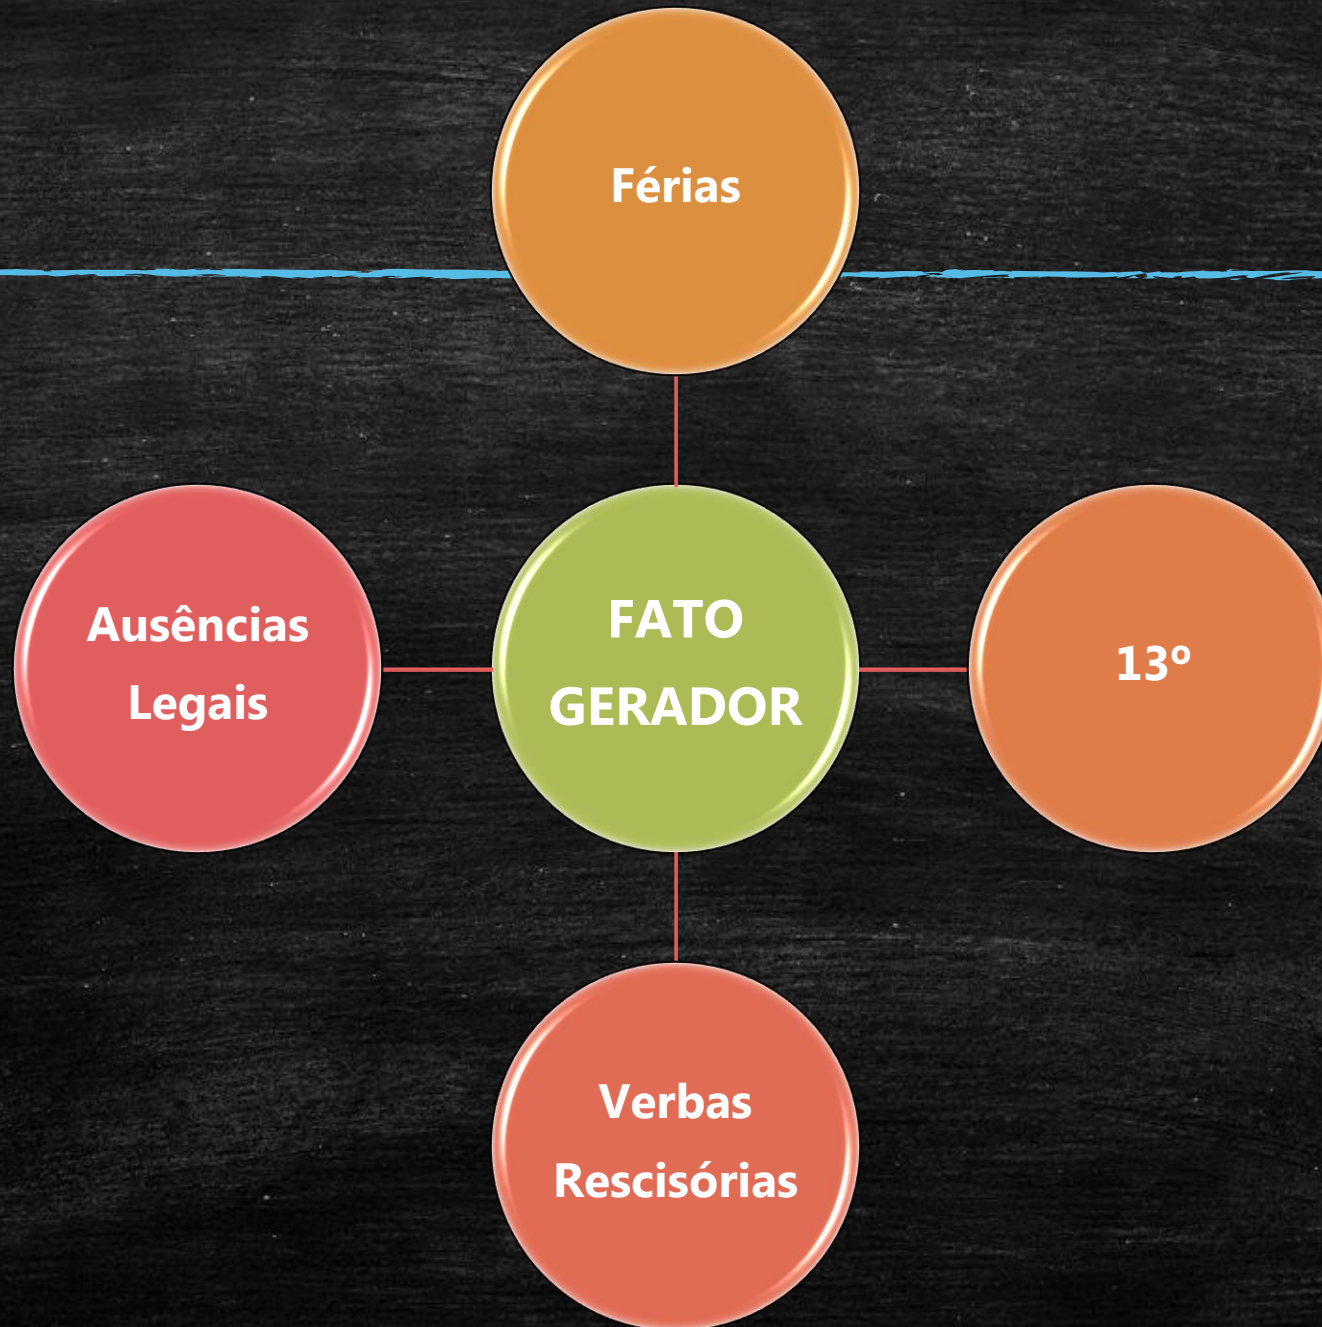 Férias
Ausências
Legais
FATO
GERADOR
13º
Verbas
Rescisórias